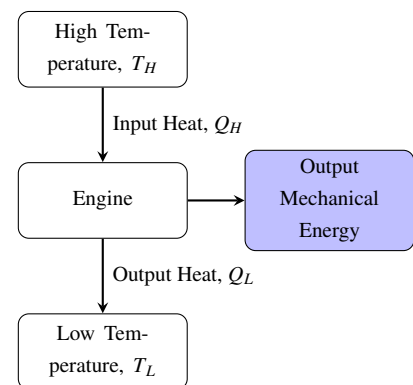 High Tem-
perature, T_H
Input Heat, Q_H
Engine
Output
Mechanical
Energy
Output Heat, Q_L
Low Tem-
perature, T_L